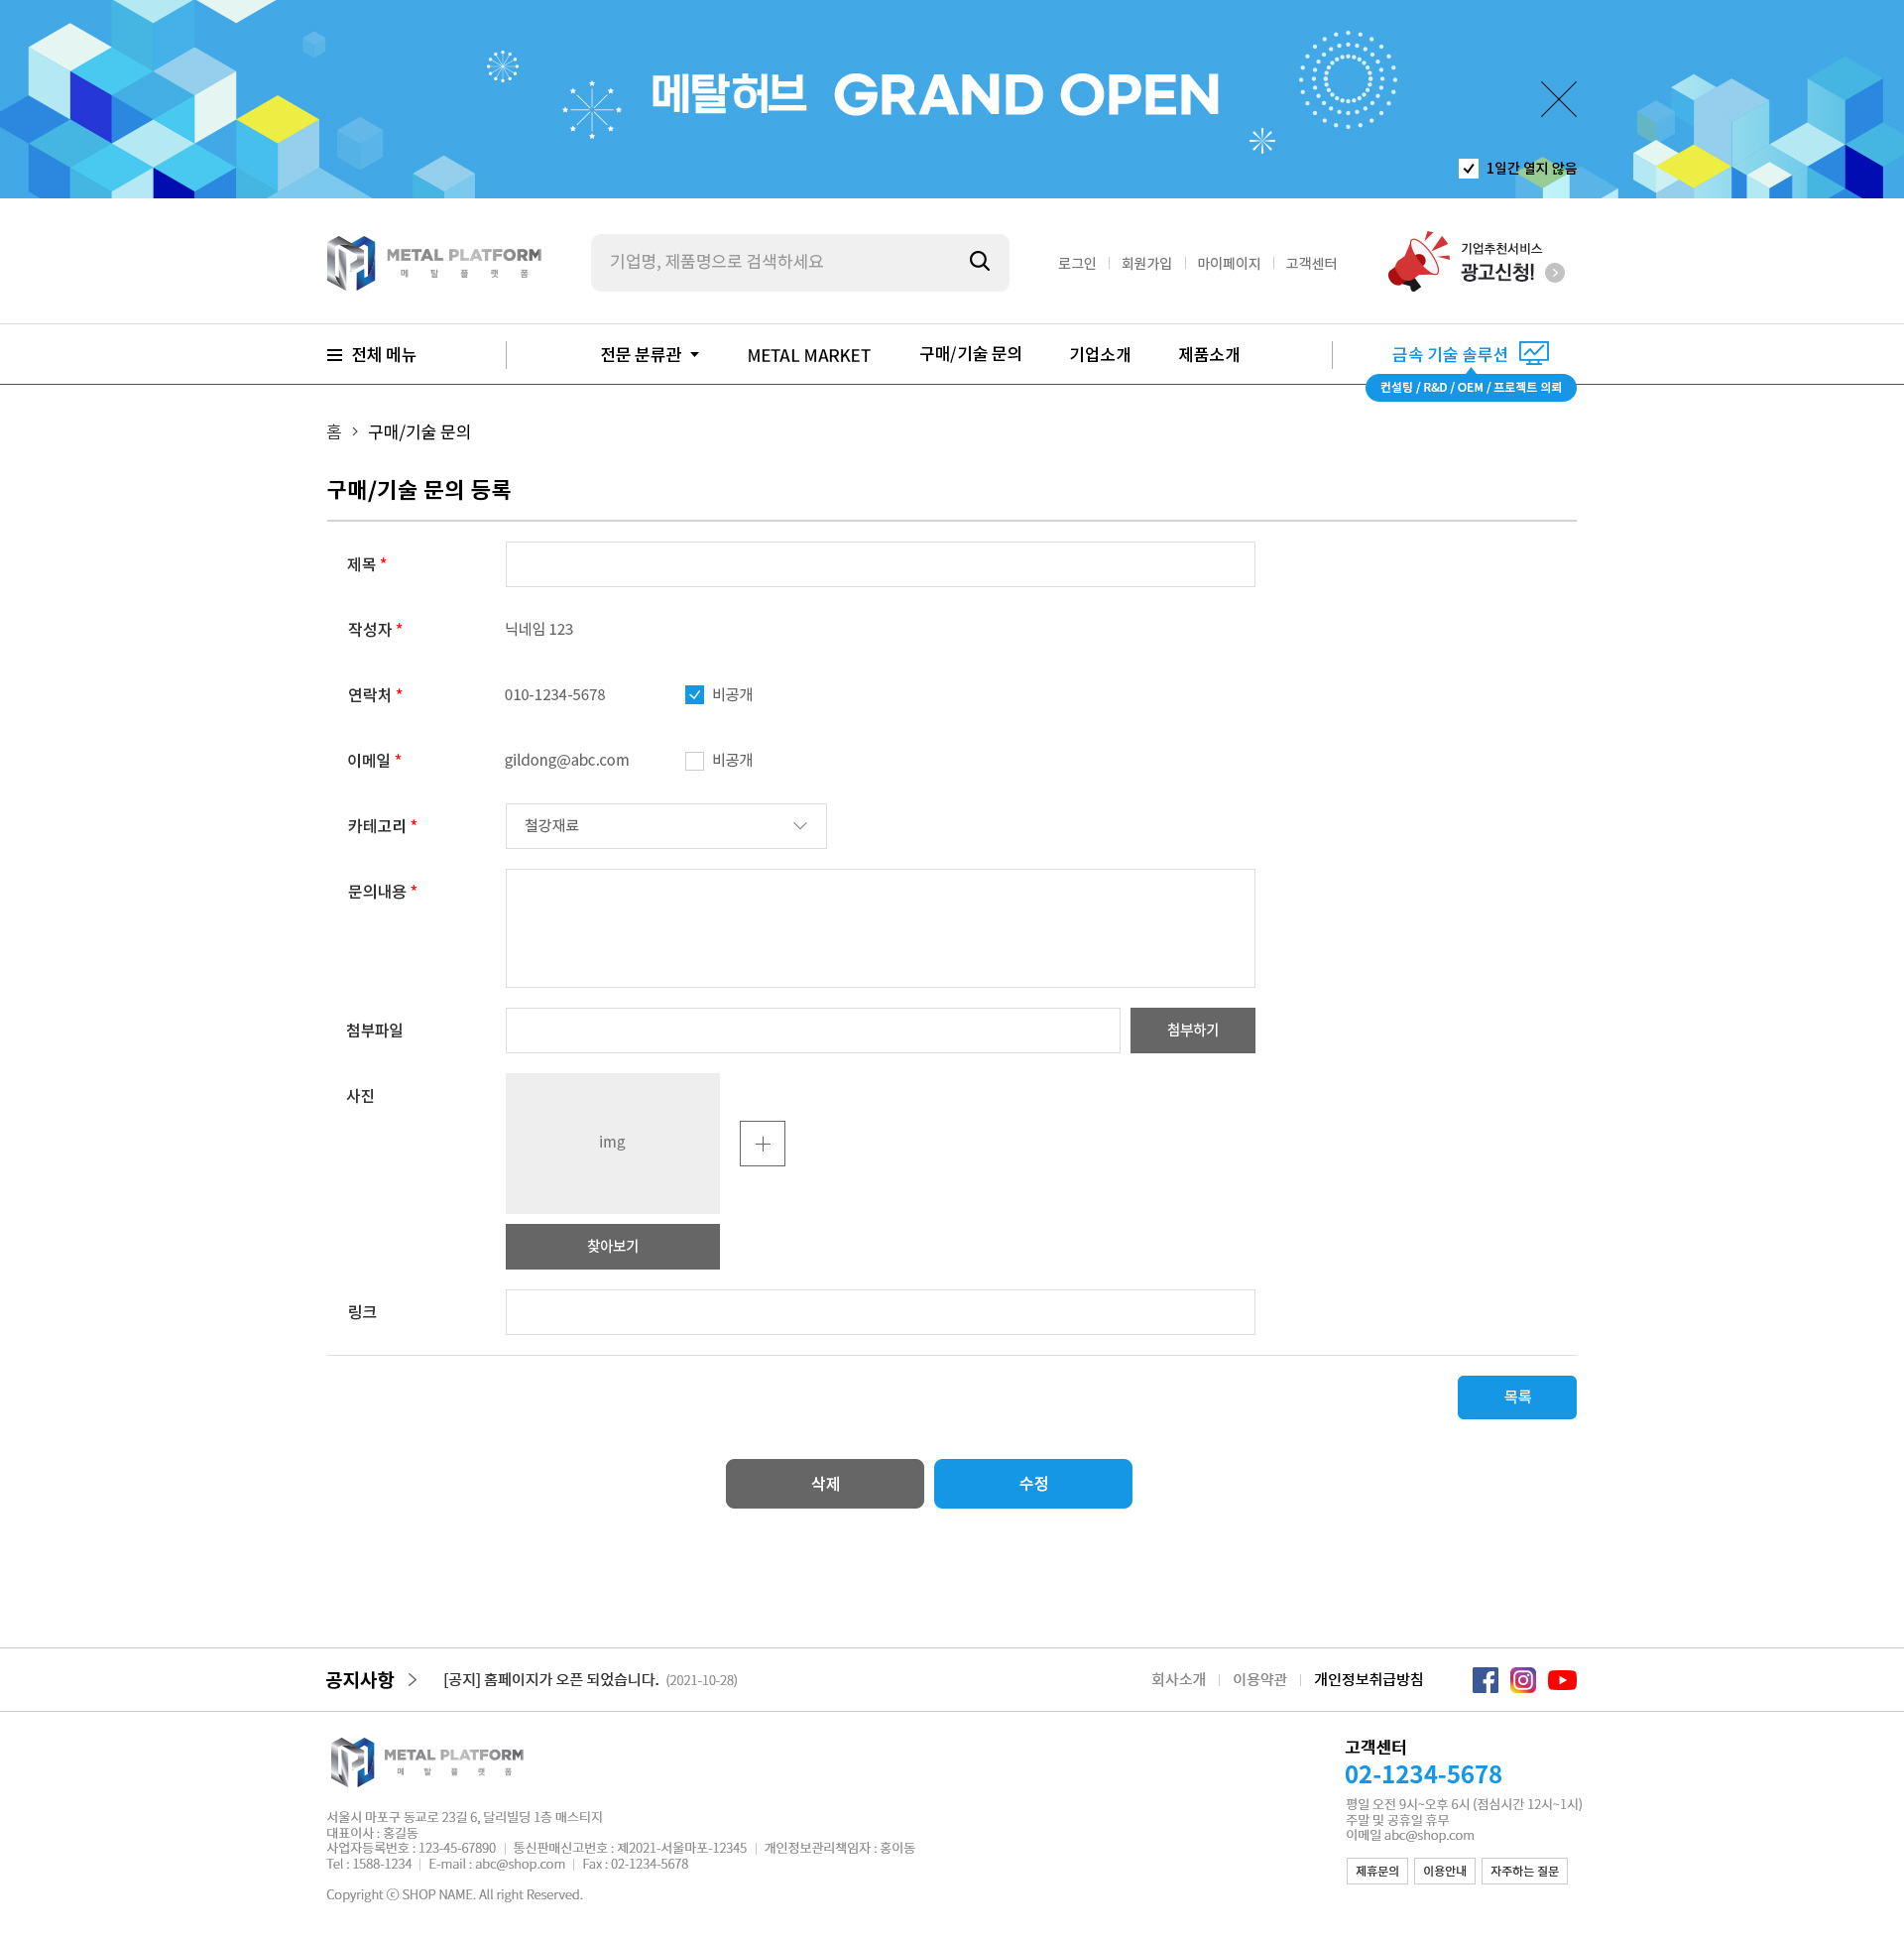 메탈허브 GRAND OPEN
1일간 열지 않음
METAL PLATFORM
메 탈 플 랫 폼
기업명, 제품명으로 검색하세요
로그인 | 회원가입 | 마이페이지 | 고객센터
기업추천서비스
광고신청!
전체 메뉴
전문 분류관
METAL MARKET
구매/기술 문의
기업소개
제품소개
금속 기술 솔루션
컨설팅 / R&D / OEM / 프로젝트 의뢰
홈 > 구매/기술 문의
구매/기술 문의 등록
제목 *
작성자 * 닉네임 123
연락처 * 010-1234-5678 비공개
이메일 * gildong@abc.com 비공개
카테고리 * 철강재료
문의내용 *
첨부파일 첨부하기
사진
img
찾아보기
링크
목록
삭제
수정
공지사항 > [공지] 홈페이지가 오픈 되었습니다. (2021-10-28)
회사소개 | 이용약관 | 개인정보취급방침
METAL PLATFORM
메 탈 플 랫 폼
서울시 마포구 동교로 23길 6, 달리빌딩 1층 매스티지
대표이사 : 홍길동
사업자등록번호 : 123-45-67890 | 통신판매신고번호 : 제2021-서울마포-12345 | 개인정보관리책임자 : 홍이동
Tel : 1588-1234 | E-mail : abc@shop.com | Fax : 02-1234-5678
Copyright ⓒ SHOP NAME. All right Reserved.
고객센터
02-1234-5678
평일 오전 9시~오후 6시 (점심시간 12시~1시)
주말 및 공휴일 휴무
이메일 abc@shop.com
제휴문의
이용안내
자주하는 질문